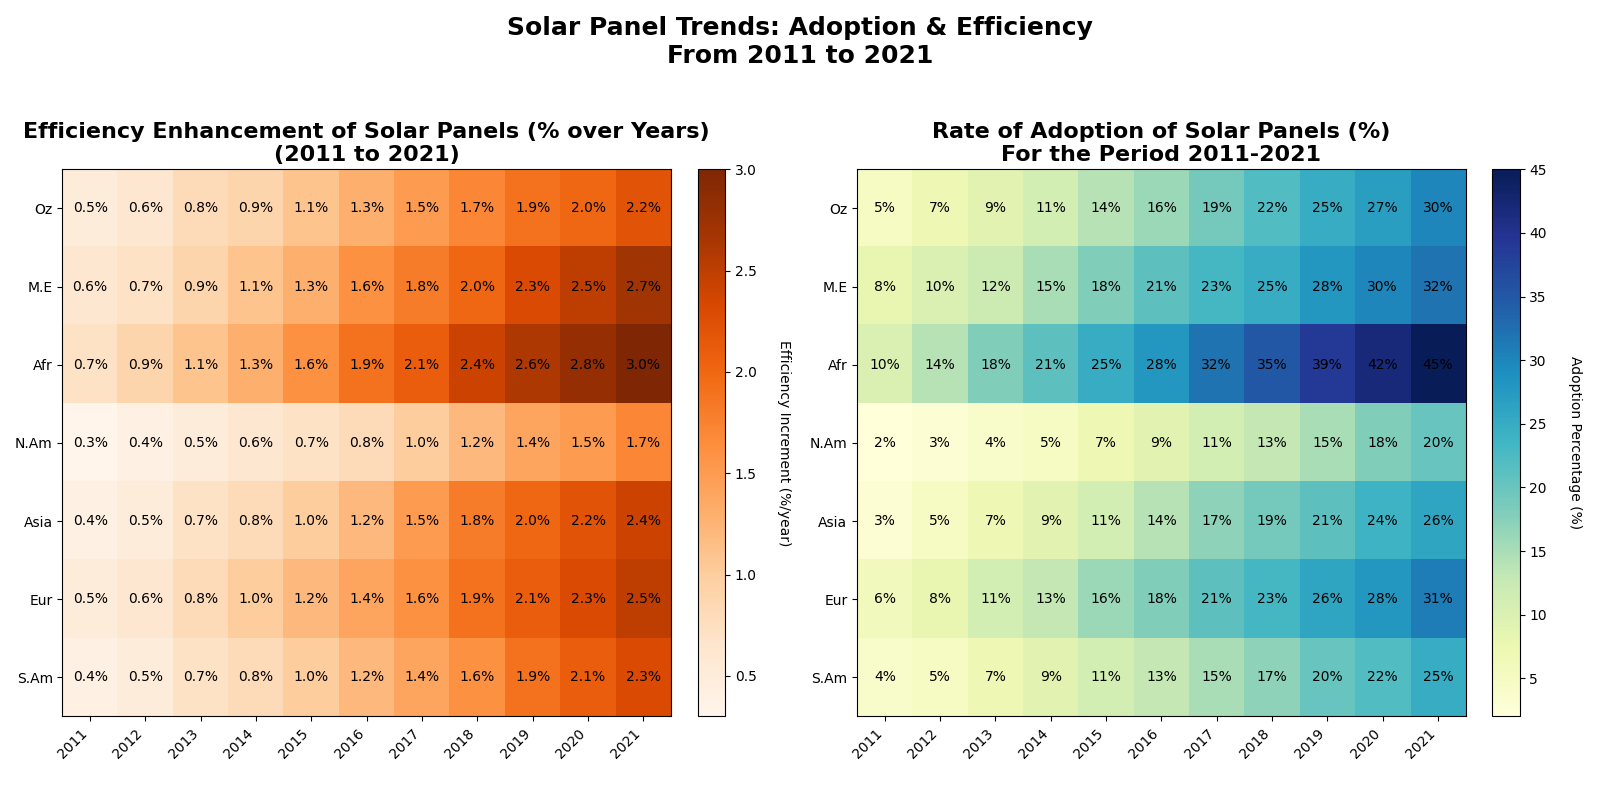 Solar Panel Trends: Adoption & Efficiency
From 2011 to 2021
Efficiency Enhancement of Solar Panels (% over Years)
(2011 to 2021)
Oz 0.5% 0.6% 0.8% 0.9% 1.1% 1.3% 1.5% 1.7% 1.9% 2.0% 2.2%
M.E 0.6% 0.7% 0.9% 1.1% 1.3% 1.6% 1.8% 2.0% 2.3% 2.5% 2.7%
Afr 0.7% 0.9% 1.1% 1.3% 1.6% 1.9% 2.1% 2.4% 2.6% 2.8% 3.0%
N.Am 0.3% 0.4% 0.5% 0.6% 0.7% 0.8% 1.0% 1.2% 1.4% 1.5% 1.7%
Asia 0.4% 0.5% 0.7% 0.8% 1.0% 1.2% 1.5% 1.8% 2.0% 2.2% 2.4%
Eur 0.5% 0.6% 0.8% 1.0% 1.2% 1.4% 1.6% 1.9% 2.1% 2.3% 2.5%
S.Am 0.4% 0.5% 0.7% 0.8% 1.0% 1.2% 1.4% 1.6% 1.9% 2.1% 2.3%
2011 2012 2013 2014 2015 2016 2017 2018 2019 2020 2021
3.0
2.5
2.0
1.5
1.0
0.5
Efficiency Increment (%/year)
Rate of Adoption of Solar Panels (%)
For the Period 2011-2021
Oz 5% 7% 9% 11% 14% 16% 19% 22% 25% 27% 30%
M.E 8% 10% 12% 15% 18% 21% 23% 25% 28% 30% 32%
Afr 10% 14% 18% 21% 25% 28% 32% 35% 39% 42% 45%
N.Am 2% 3% 4% 5% 7% 9% 11% 13% 15% 18% 20%
Asia 3% 5% 7% 9% 11% 14% 17% 19% 21% 24% 26%
Eur 6% 8% 11% 13% 16% 18% 21% 23% 26% 28% 31%
S.Am 4% 5% 7% 9% 11% 13% 15% 17% 20% 22% 25%
2011 2012 2013 2014 2015 2016 2017 2018 2019 2020 2021
45
40
35
30
25
20
15
10
5
Adoption Percentage (%)